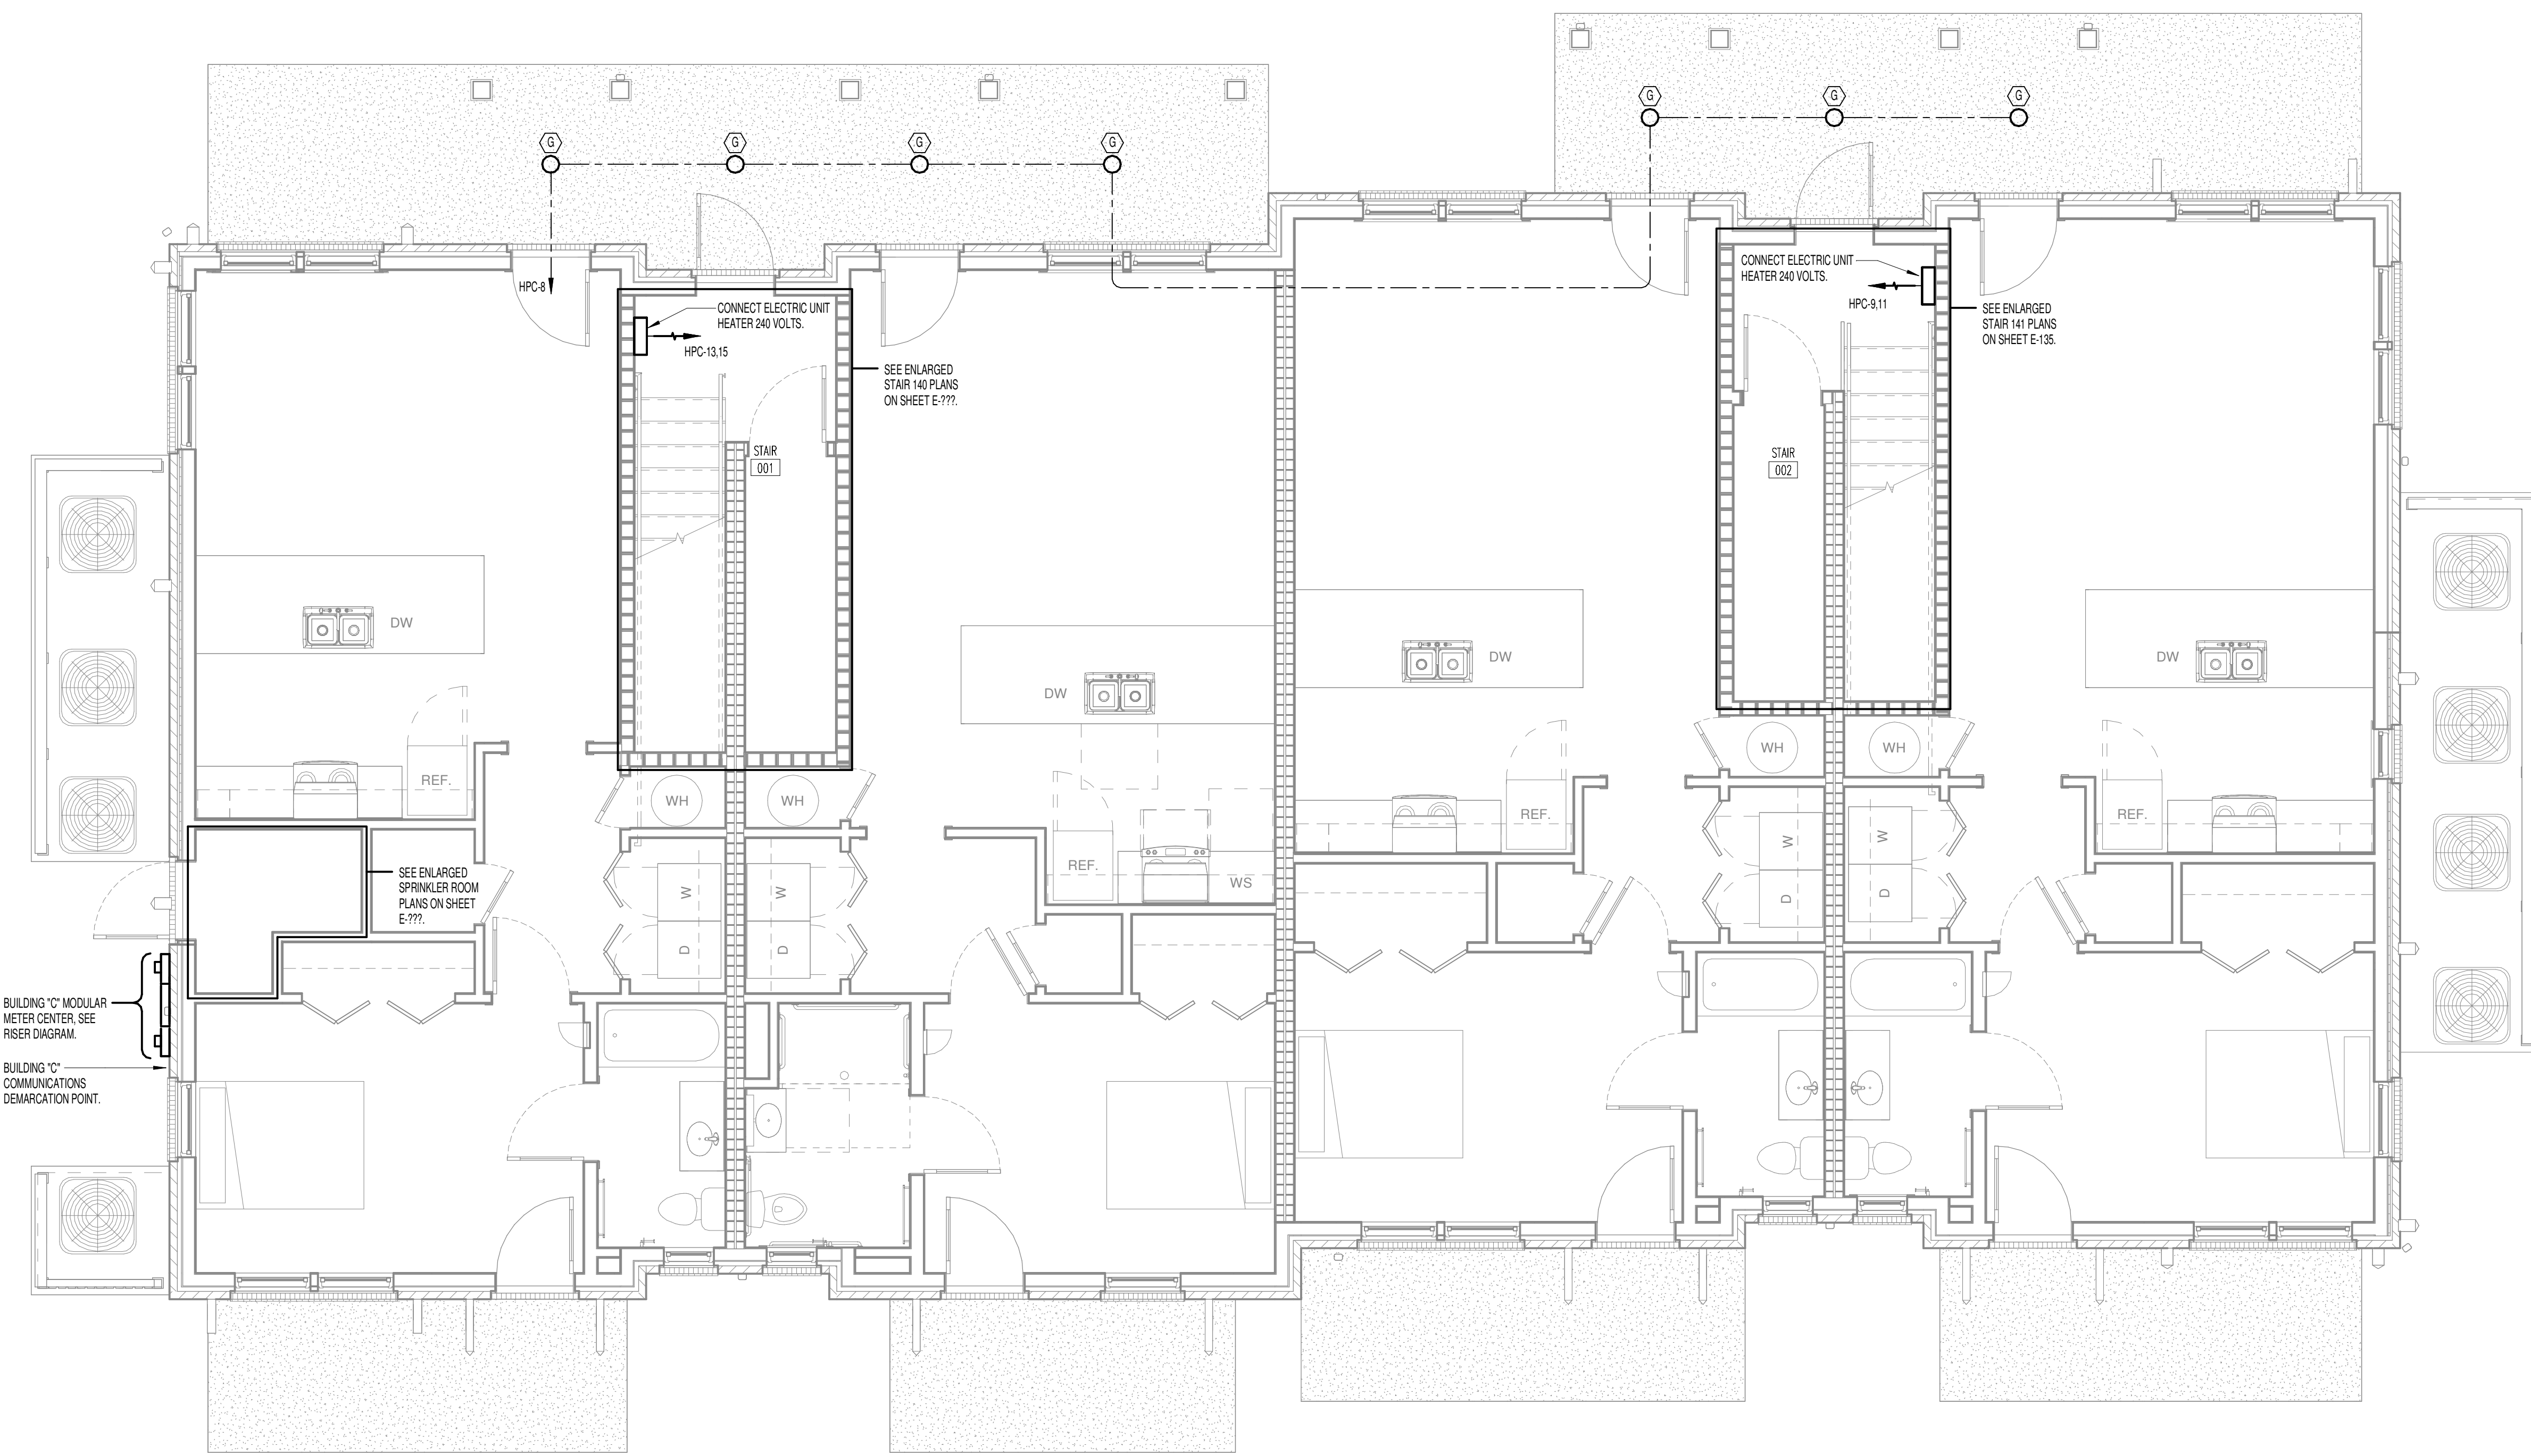 G
G
G
G
G
G
G
HPC-8
CONNECT ELECTRIC UNIT
HEATER 240 VOLTS.
HPC-13,15
SEE ENLARGED
STAIR 140 PLANS
ON SHEET E-???.
STAIR
001
CONNECT ELECTRIC UNIT
HEATER 240 VOLTS.
HPC-9,11
SEE ENLARGED
STAIR 141 PLANS
ON SHEET E-135.
STAIR
002
DW
DW
DW
DW
REF.
WH
WH
REF.
WS
WH
WH
REF.
REF.
W
D
W
D
W
D
W
D
SEE ENLARGED
SPRINKLER ROOM
PLANS ON SHEET
E-???.
BUILDING "C" MODULAR
METER CENTER, SEE
RISER DIAGRAM.
BUILDING "C"
COMMUNICATIONS
DEMARCATION POINT.